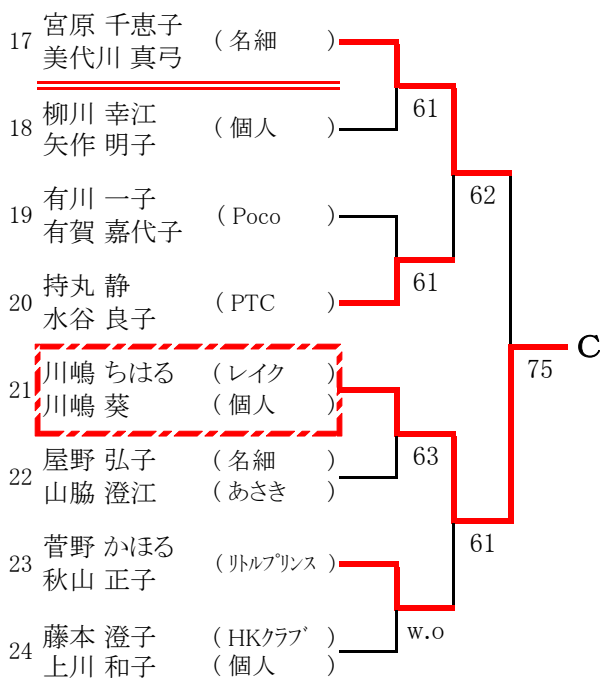 17 宮原 千恵子 (名細)
美代川 真弓
61
18 柳川 幸江 (個人)
矢作 明子
62
19 有川 一子 (Poco)
有賀 嘉代子
61
20 持丸 静 (PTC)
水谷 良子
75 C
21 川嶋 ちはる (レイク)
川嶋 葵 (個人)
63
22 屋野 弘子 (名細)
山脇 澄江 (あさき)
61
23 菅野 かほる (リトルプリンス)
秋山 正子
w.o
24 藤本 澄子 (HKクラブ)
上川 和子 (個人)